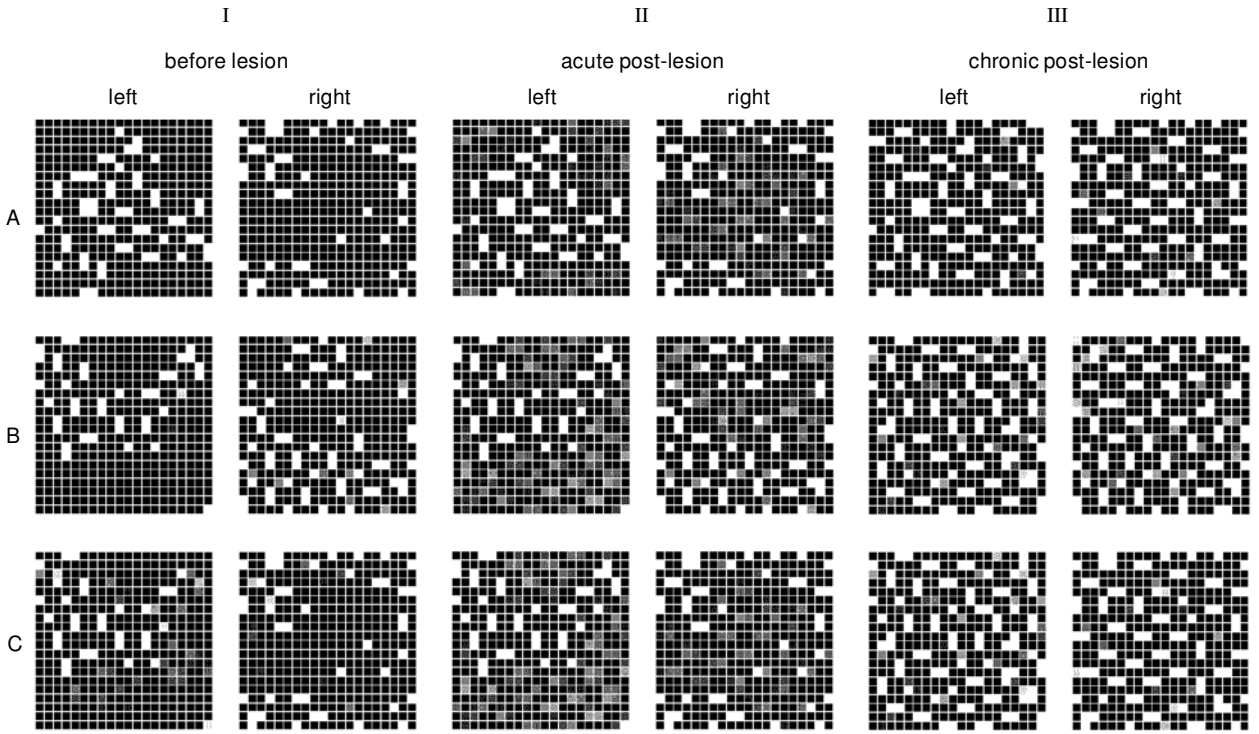 I II III
before lesion acute post-lesion chronic post-lesion
left right left right left right
A
B
C